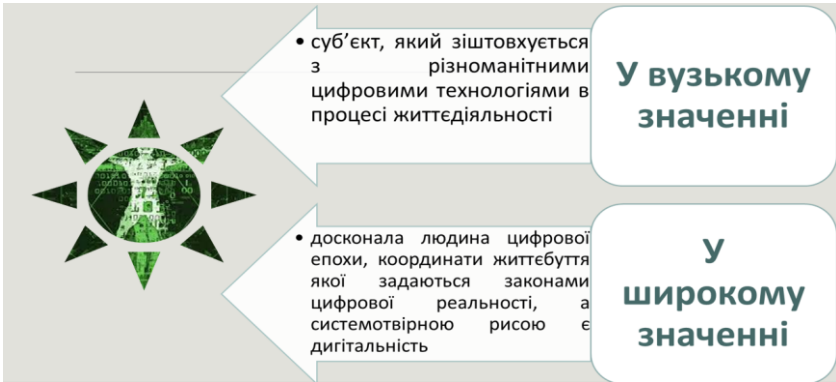 • суб’єкт, який зіштовхується
з різноманітними
цифровими технологіями в
процесі життєдіяльності
У вузькому
значенні
• досконала людина цифрової
епохи, координати життєбуття
якої задаються законами
цифрової реальності, а
системотвірною рисою є
дигітальність
У
широкому
значенні